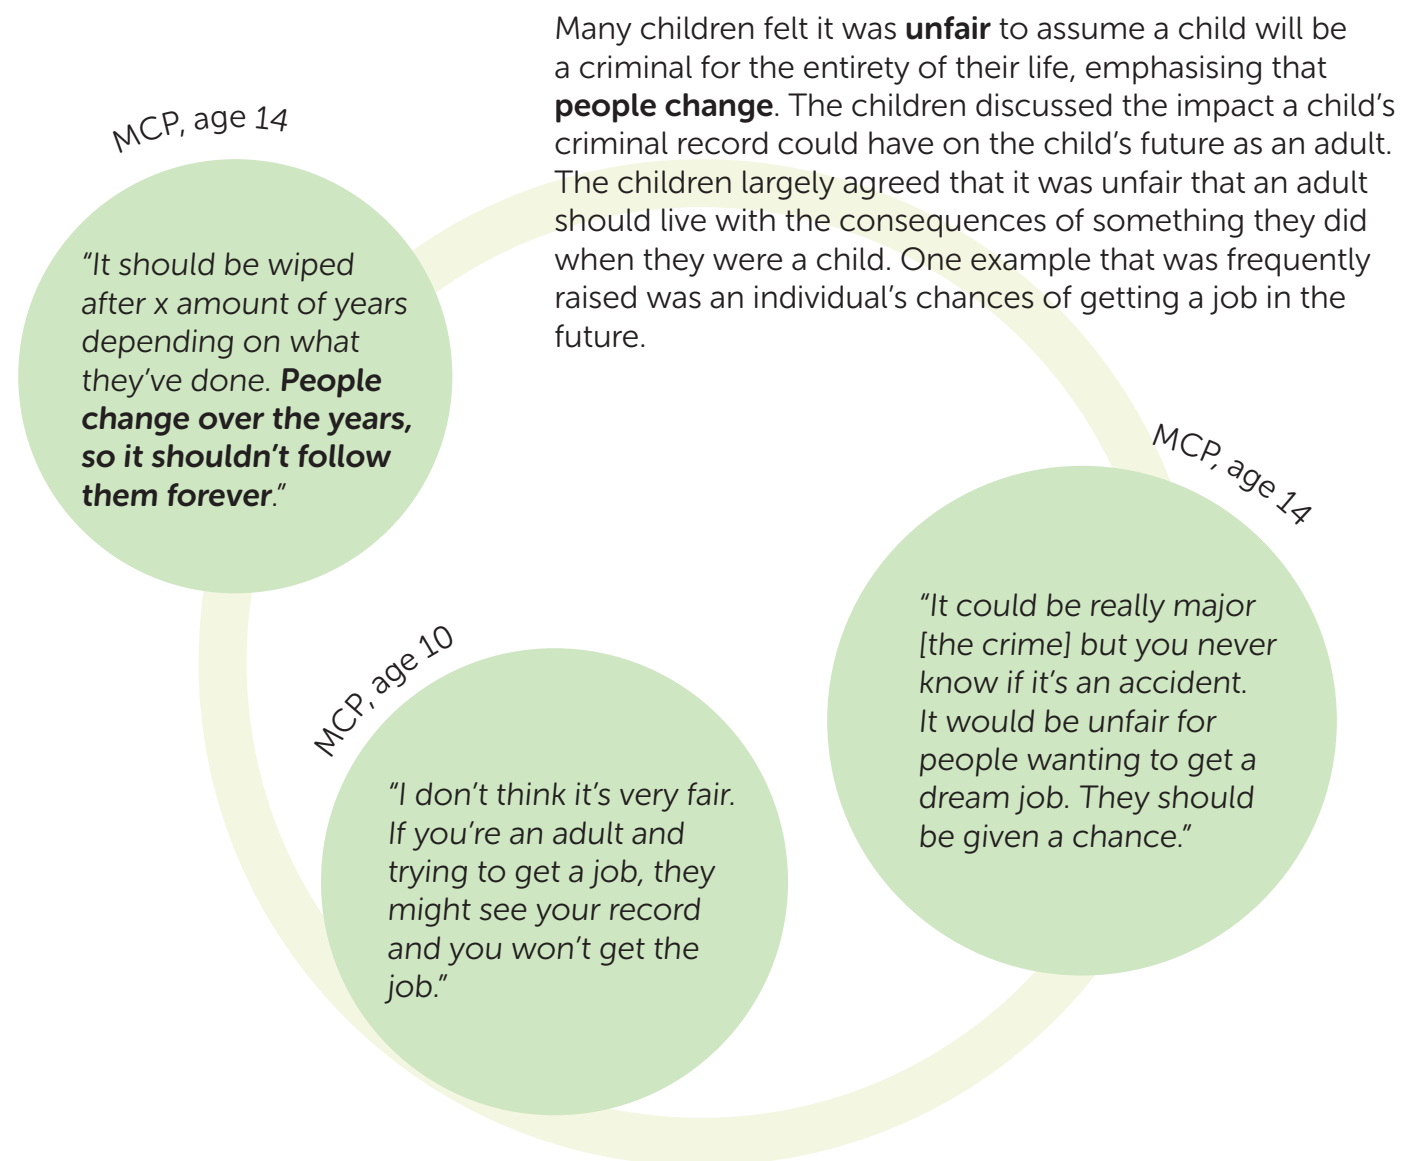 Many children felt it was unfair to assume a child will be
a criminal for the entirety of their life, emphasising that
people change. The children discussed the impact a child’s
criminal record could have on the child’s future as an adult.
The children largely agreed that it was unfair that an adult
should live with the consequences of something they did
when they were a child. One example that was frequently
raised was an individual’s chances of getting a job in the
future.
MCP, age 14
“It should be wiped
after x amount of years
depending on what
they’ve done. People
change over the years,
so it shouldn’t follow
them forever.”
MCP, age 14
“It could be really major
[the crime] but you never
know if it’s an accident.
It would be unfair for
people wanting to get a
dream job. They should
be given a chance.”
MCP, age 10
“I don’t think it’s very fair.
If you’re an adult and
trying to get a job, they
might see your record
and you won’t get the
job.”